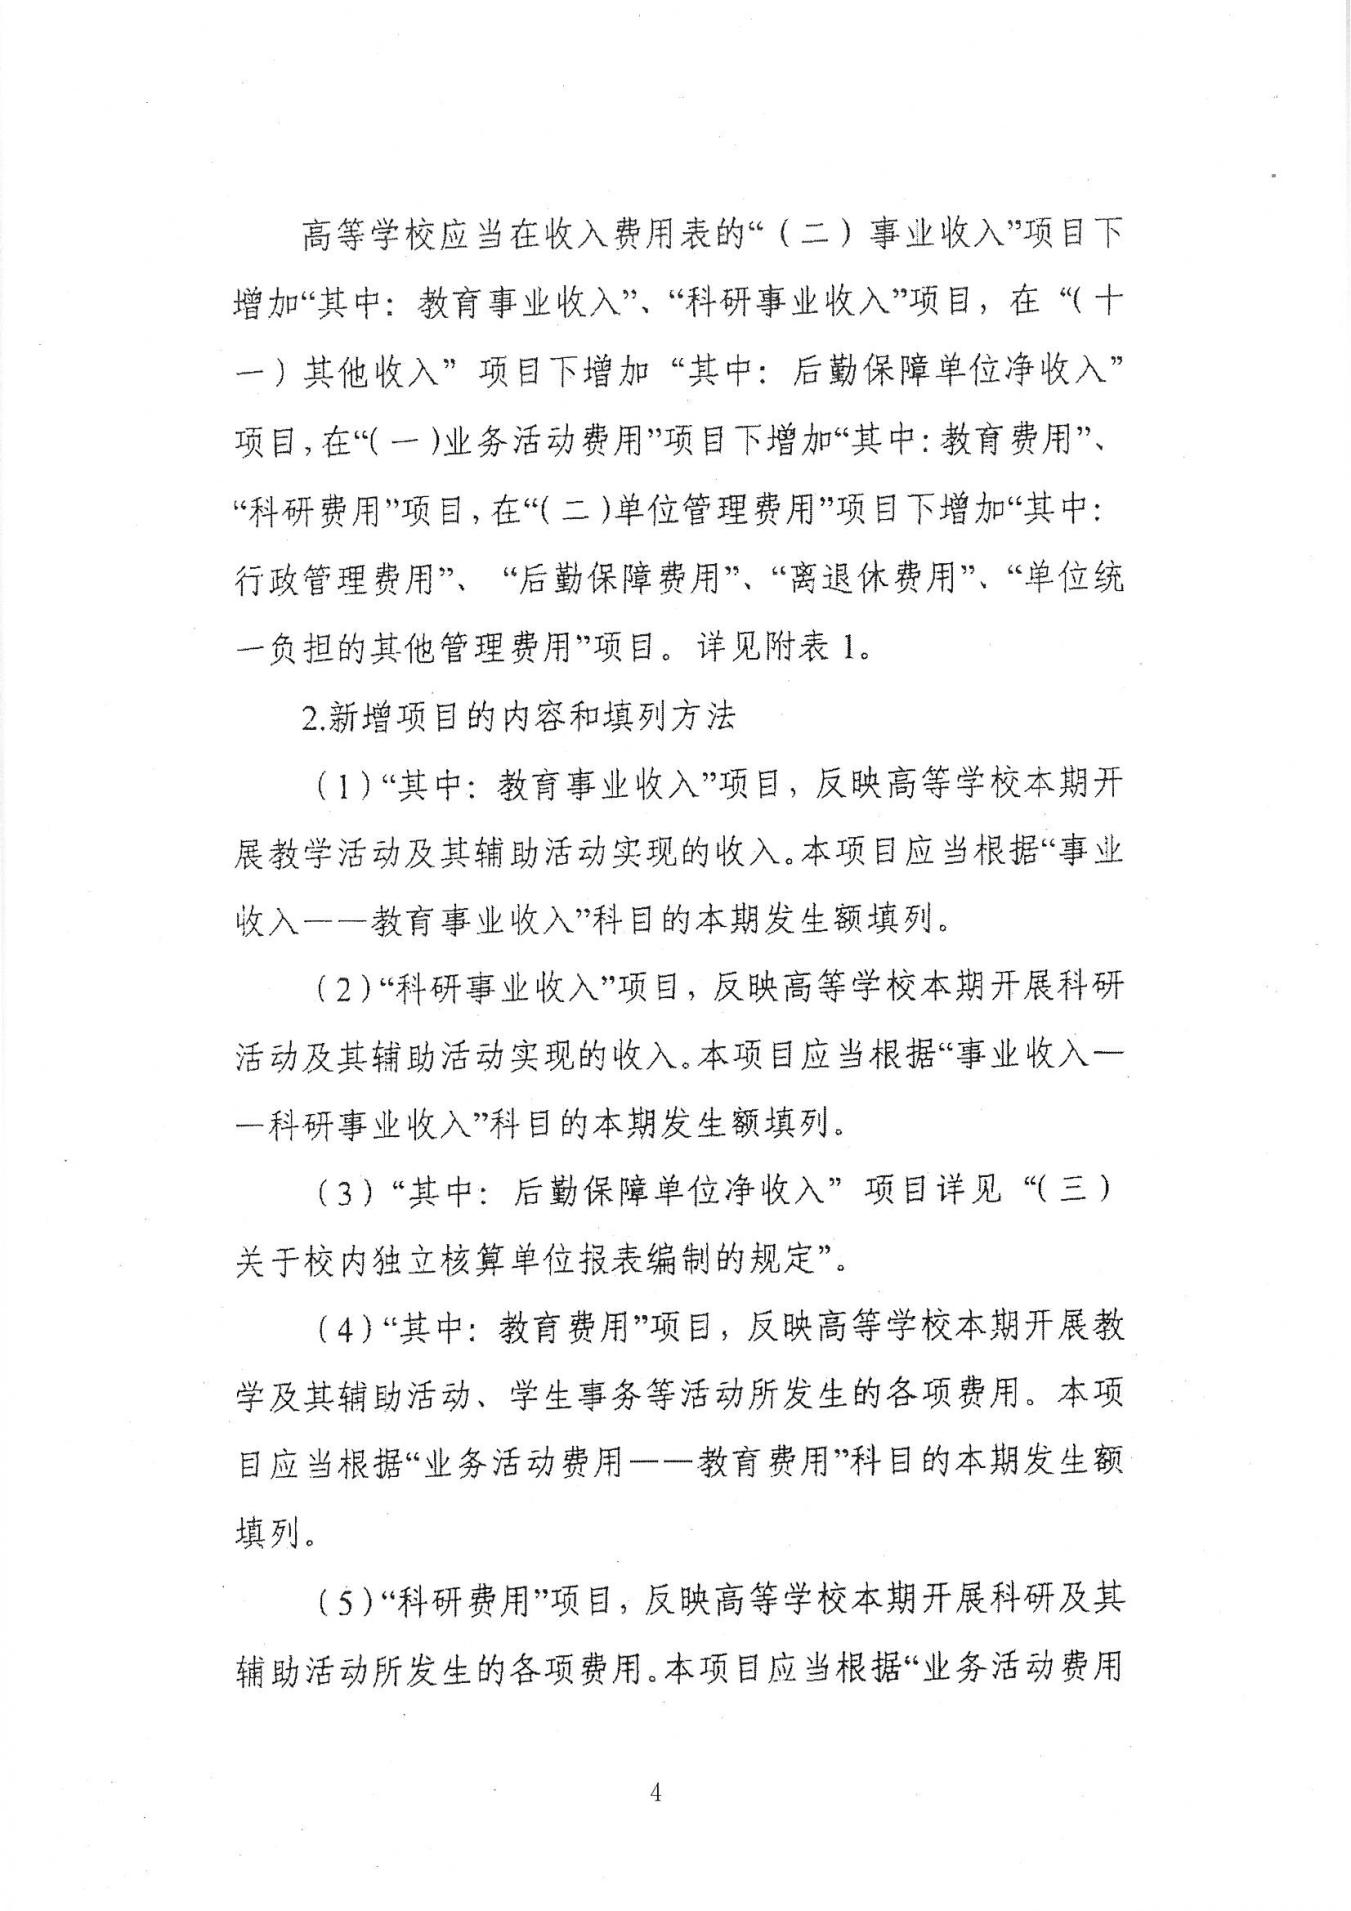 高等学校应当在收入费用表的“（二）事业收入”项目下
增加“其中：教育事业收入”、“科研事业收入”项目，在“（十
一）其他收入”项目下增加“其中：后勤保障单位净收入”
项目，在“（一）业务活动费用”项目下增加“其中：教育费用”、
“科研费用”项目，在“（二）单位管理费用”项目下增加“其中：
行政管理费用”、“后勤保障费用”、“离退休费用”、“单位统
一负担的其他管理费用”项目。详见附表 1。
2.新增项目的内容和填列方法
（1）“其中：教育事业收入”项目，反映高等学校本期开
展教学活动及其辅助活动实现的收入。本项目应当根据“事业
收入——教育事业收入”科目的本期发生额填列。
（2）“科研事业收入”项目，反映高等学校本期开展科研
活动及其辅助活动实现的收入。本项目应当根据“事业收入—
—科研事业收入”科目的本期发生额填列。
（3）“其中：后勤保障单位净收入”项目详见“（三）
关于校内独立核算单位报表编制的规定”。
（4）“其中：教育费用”项目，反映高等学校本期开展教
学及其辅助活动、学生事务等活动所发生的各项费用。本项
目应当根据“业务活动费用——教育费用”科目的本期发生额
填列。
（5）“科研费用”项目，反映高等学校本期开展科研及其
辅助活动所发生的各项费用。本项目应当根据“业务活动费用
4